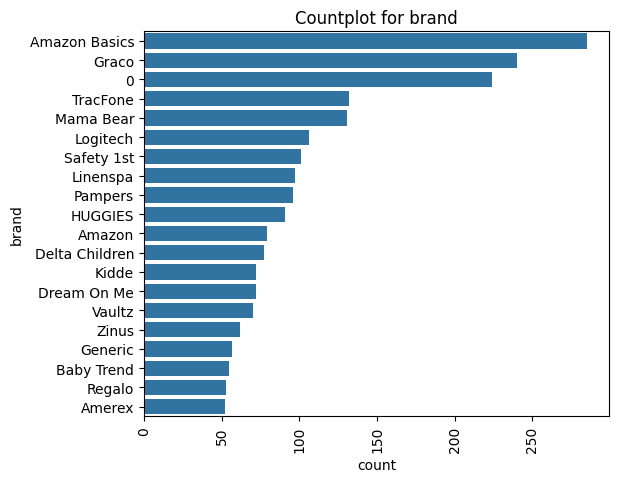 Countplot for brand
Amazon Basics
Graco
0
TracFone
Mama Bear
Logitech
Safety 1st
Linenspa
Pampers
HUGGIES
Amazon
Delta Children
Kidde
Dream On Me
Vaultz
Zinus
Generic
Baby Trend
Regalo
Amerex
brand
0
50
100
150
200
250
count